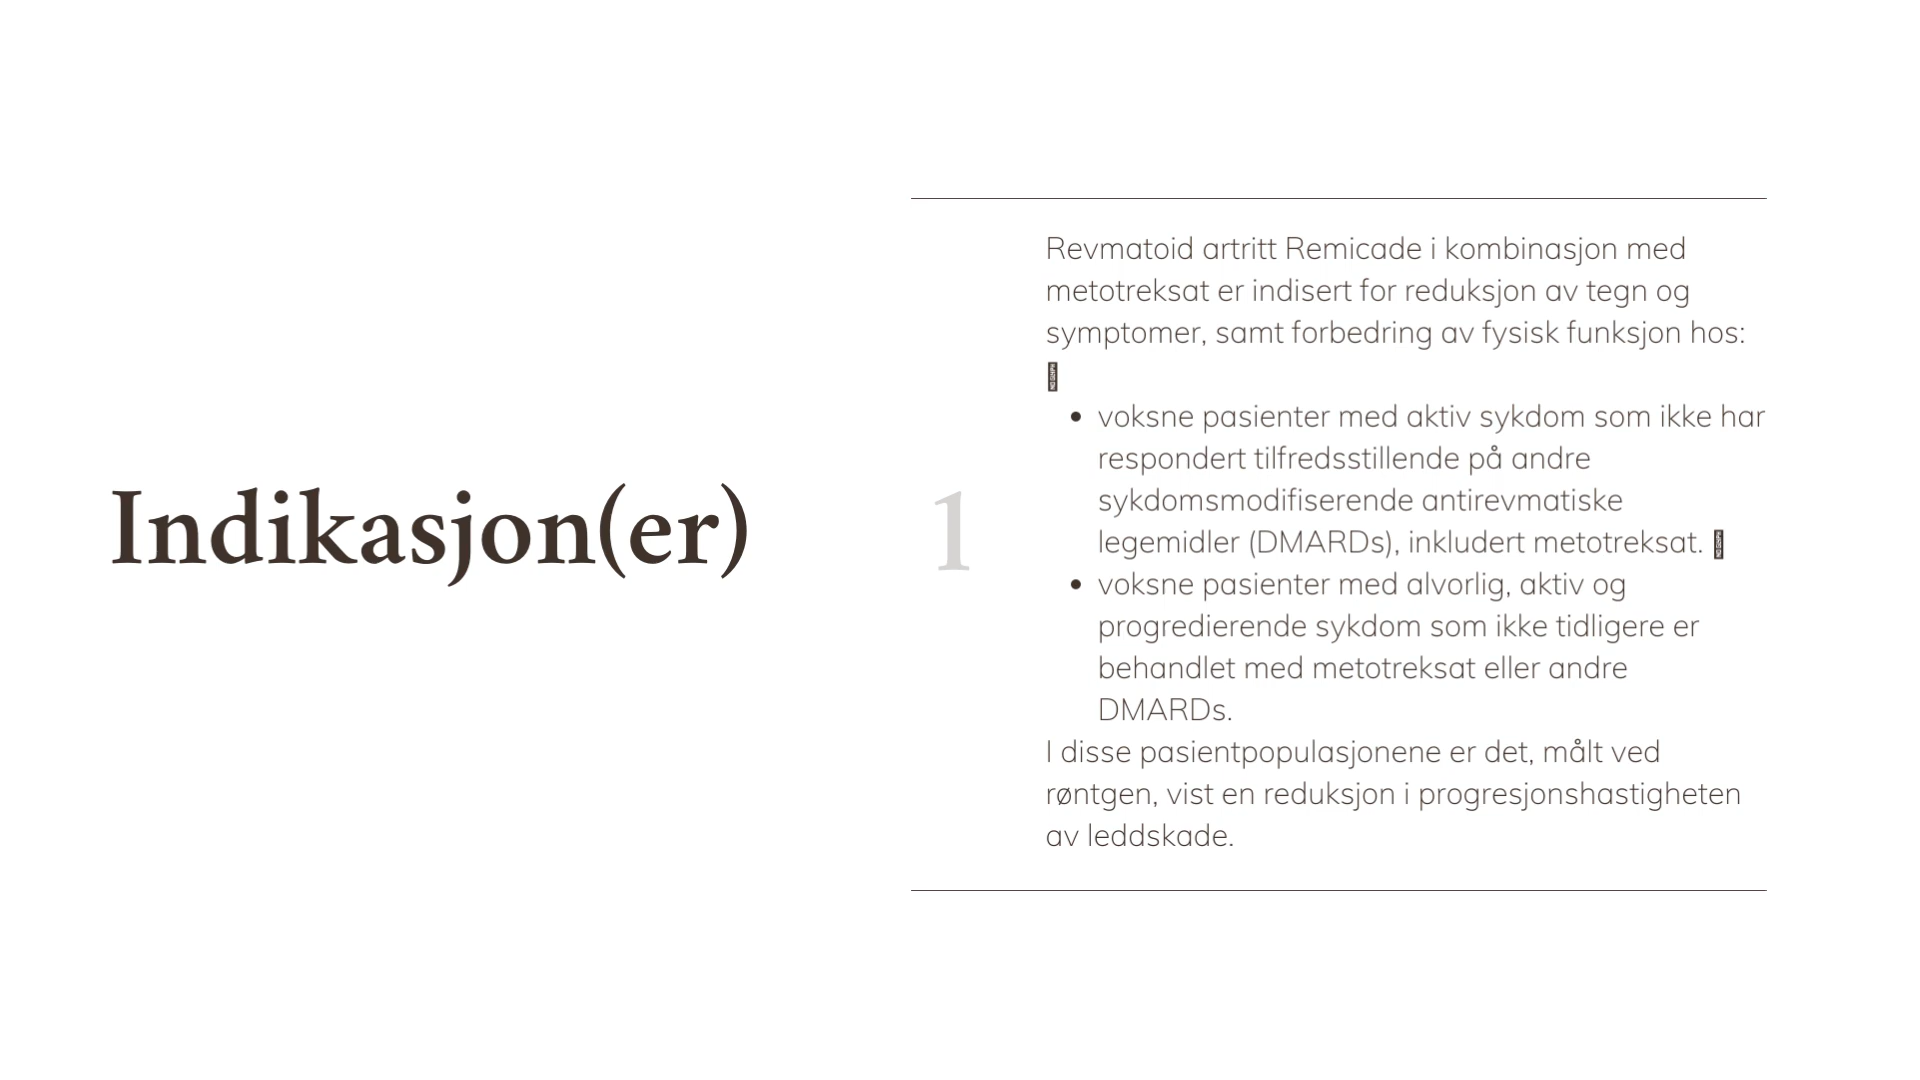 Indikasjon(er)
1
Revmatoid artritt Remicade i kombinasjon med
metotreksat er indisert for reduksjon av tegn og
symptomer, samt forbedring av fysisk funksjon hos:
• voksne pasienter med aktiv sykdom som ikke har
respondert tilfredsstillende på andre
sykdomsmodifiserende antirevmatiske
legemidler (DMARDs), inkludert metotreksat.
• voksne pasienter med alvorlig, aktiv og
progredierende sykdom som ikke tidligere er
behandlet med metotreksat eller andre
DMARDs.
I disse pasientpopulasjonene er det, målt ved
røntgen, vist en reduksjon i progresjonshastigheten
av leddskade.